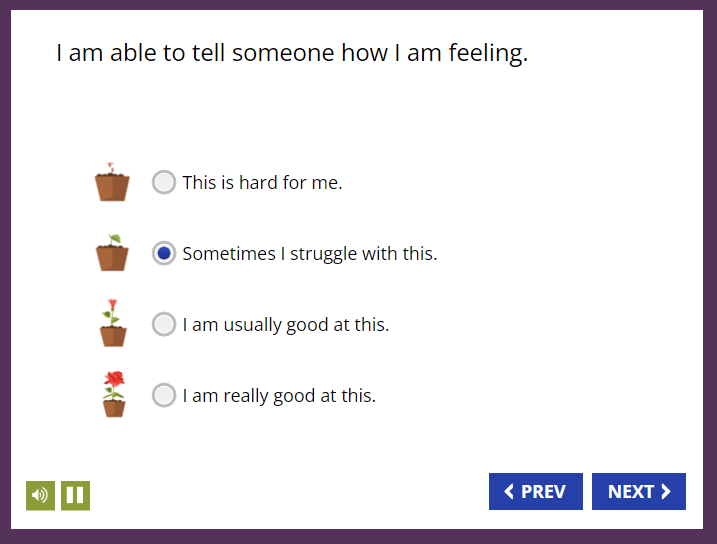 I am able to tell someone how I am feeling.
This is hard for me.
Sometimes I struggle with this.
I am usually good at this.
I am really good at this.
PREV NEXT